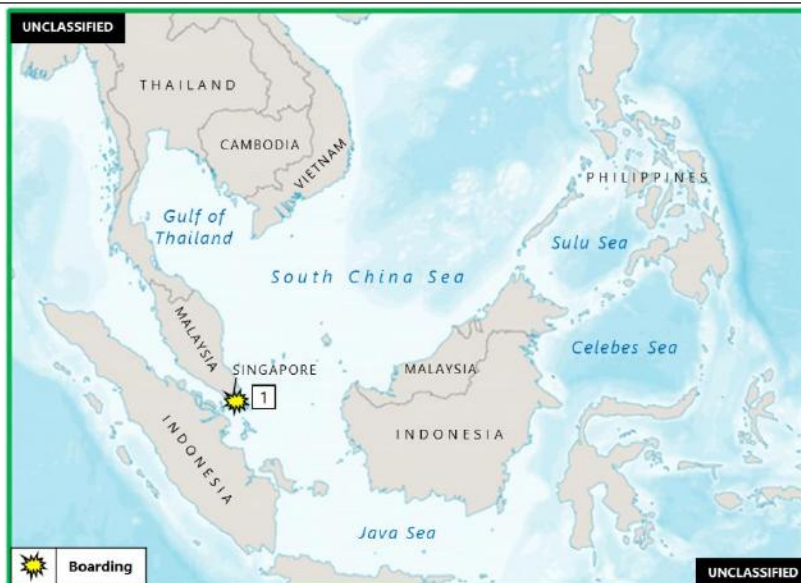 UNCLASSIFIED
THAILAND
CAMBODIA
VIETNAM
PHILIPPINES
Gulf of
Thailand
Sulu Sea
South China Sea
MALAYSIA
Celebes Sea
SINGAPORE
1
MALAYSIA
INDONESIA
INDONESIA
Java Sea
Boarding
UNCLASSIFIED